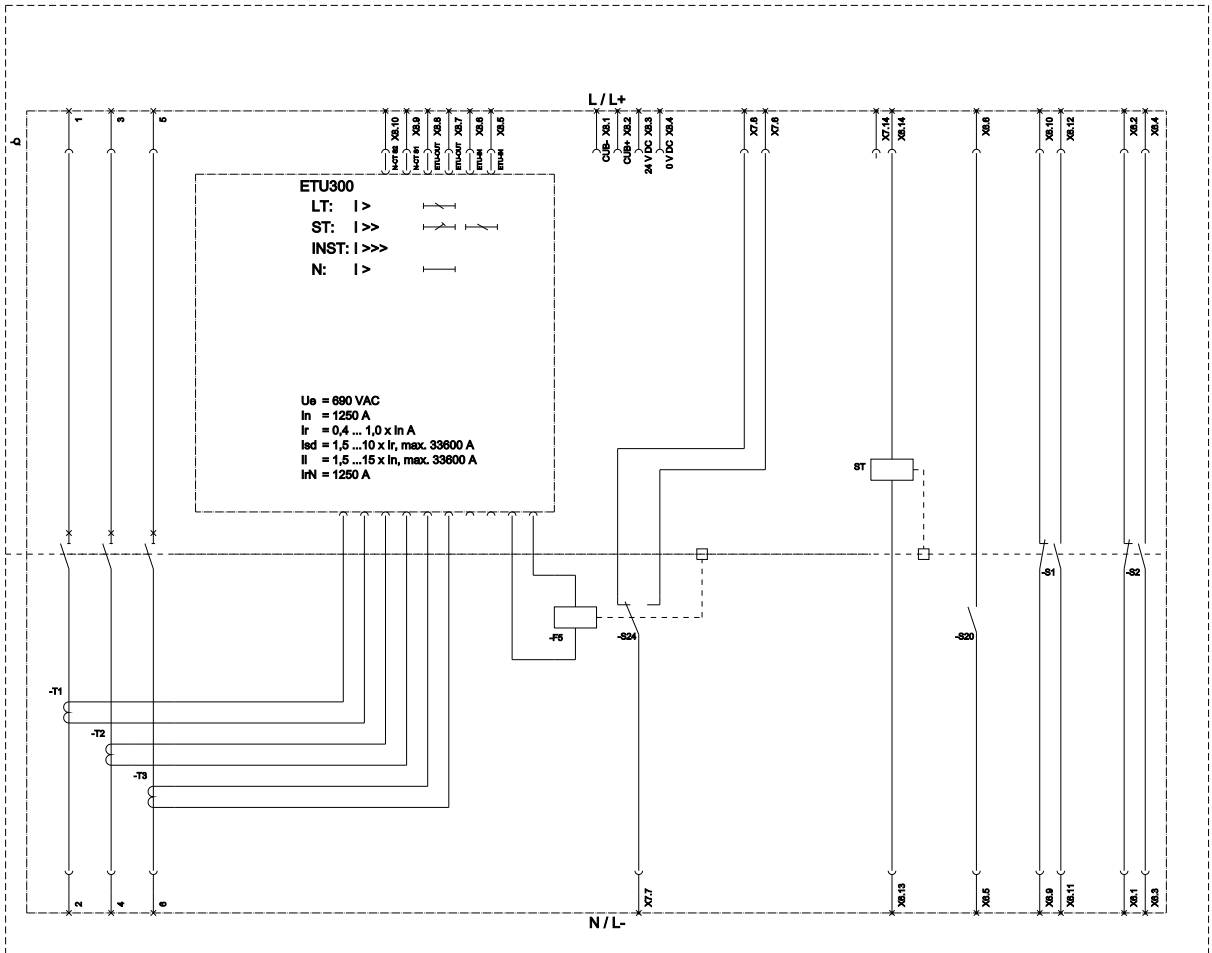 L / L+
1
3
5
X8.10
X8.9
X8.8
X8.7
X8.6
X8.5
N-CT S2
N-CT S1
ETU-OUT
ETU-OUT
ETU-IN
ETU-IN
CUB- X8.1
CUB+ X8.2
24 V DC X8.3
0 V DC X8.4
X7.8
X7.6
X7.14
X6.14
X6.6
X6.10
X6.12
X6.2
X6.4
ETU300
LT: I >
ST: I >>
INST: I >>>
N: I >
Ue = 690 VAC
In = 1250 A
Ir = 0,4 ... 1,0 x In A
Isd = 1,5 ...10 x Ir, max. 33600 A
Ii = 1,5 ...15 x In, max. 33600 A
IrN = 1250 A
ST
-S1
-S2
-F5
-S24
-S20
-T1
-T2
-T3
2
4
6
X7.7
X6.13
X6.5
X6.9
X6.11
X6.1
X6.3
N / L-